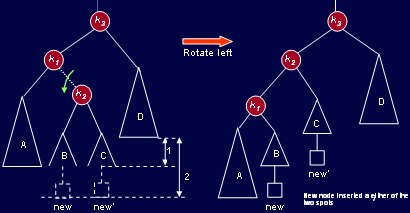 k3
k3
k1
Rotate left
k2
k2
k1
D
D
A
B
C
1
C
2
A
B
new
new'
new
new'
New node inserted at either of the
two spots